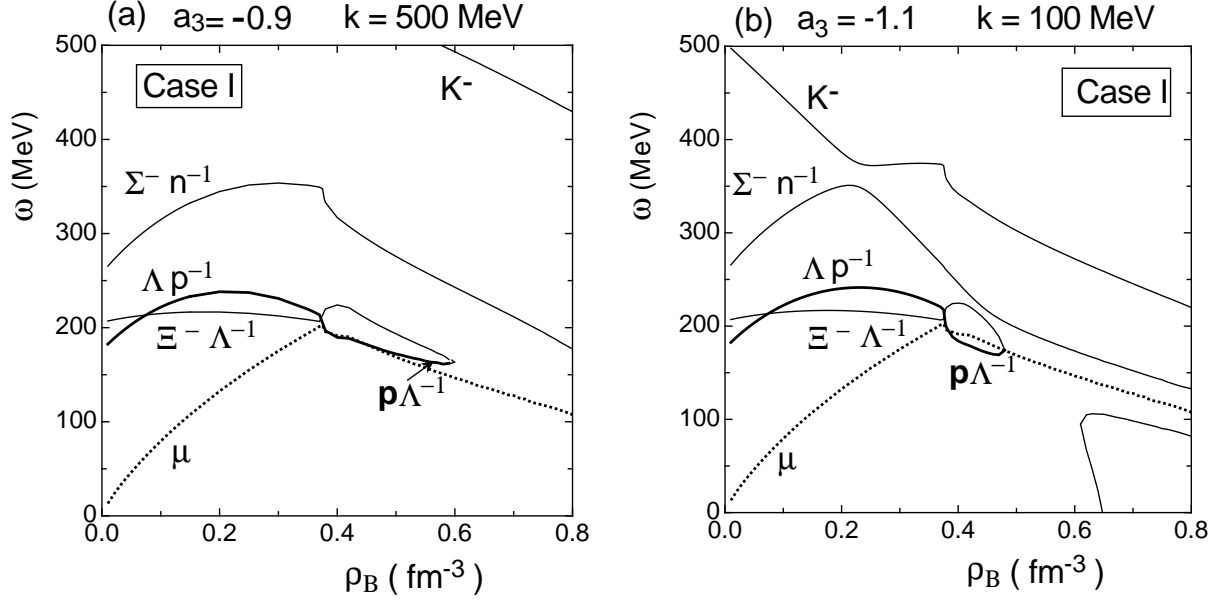 (a) a₃= -0.9 k = 500 MeV
500
400
300
200
100
0
ω (MeV)
Case I
K⁻
Σ⁻ n⁻¹
Λ p⁻¹
Ξ⁻ Λ⁻¹
pΛ⁻¹
μ
0.0 0.2 0.4 0.6 0.8
ρ_B ( fm⁻³ )
(b) a₃ = -1.1 k = 100 MeV
500
400
300
200
100
0
ω (MeV)
K⁻
Case I
Σ⁻ n⁻¹
Λ p⁻¹
Ξ⁻ Λ⁻¹
pΛ⁻¹
μ
0.0 0.2 0.4 0.6 0.8
ρ_B ( fm⁻³ )